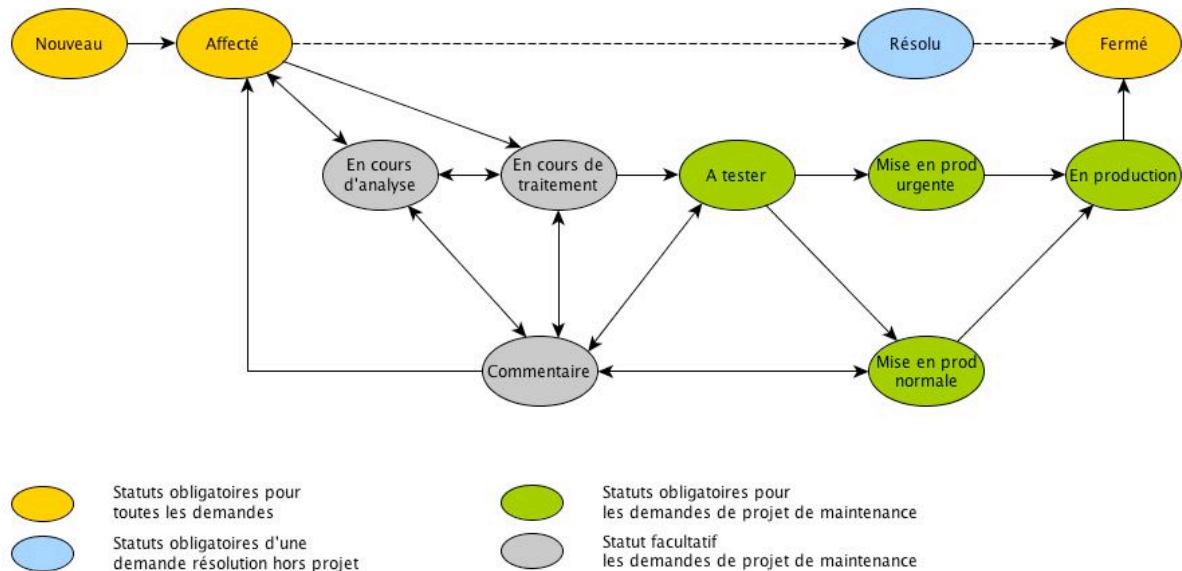 Nouveau
Affecté
Résolu
Fermé
En cours
d'analyse
En cours de
traitement
A tester
Mise en prod
urgente
En production
Commentaire
Mise en prod
normale
Statuts obligatoires pour
toutes les demandes
Statuts obligatoires pour
les demandes de projet de maintenance
Statuts obligatoires d'une
demande résolution hors projet
Statut facultatif
les demandes de projet de maintenance